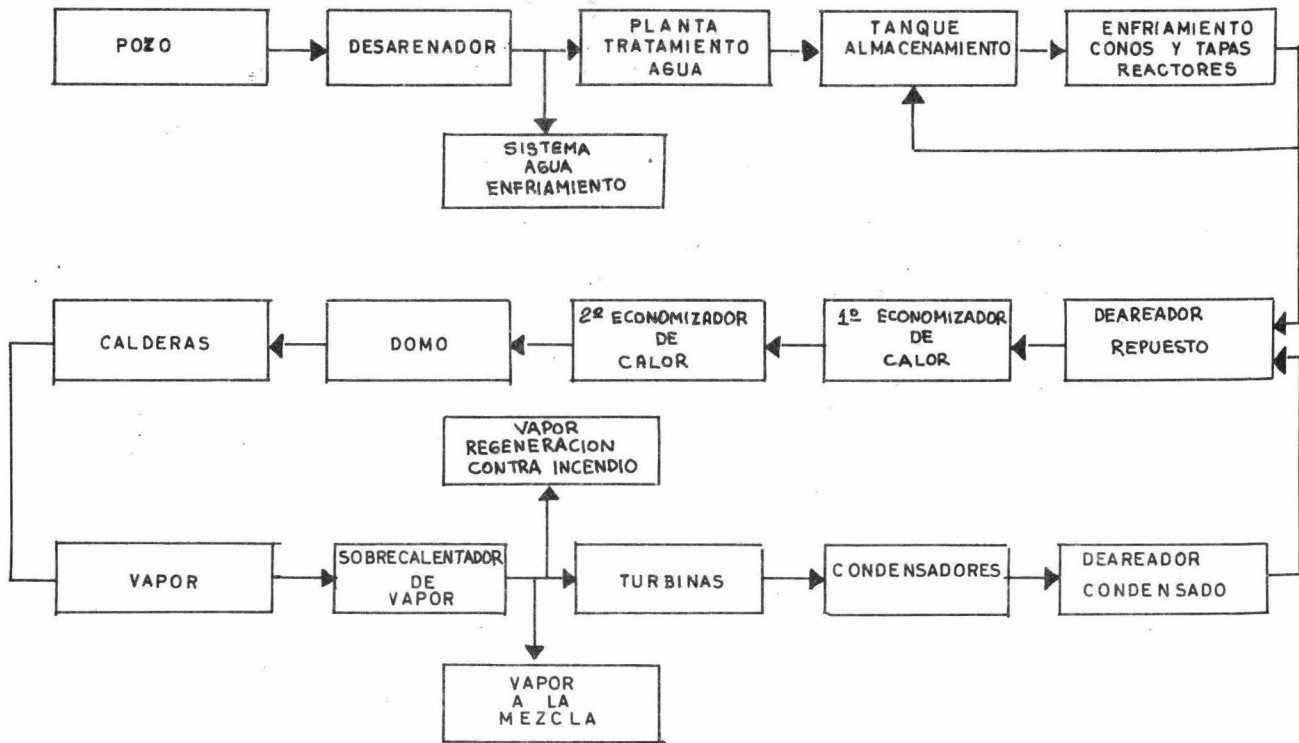 POZO
DESARENADOR
PLANTA
TRATAMIENTO
AGUA
TANQUE
ALMACENAMIENTO
ENFRIAMIENTO
CONOS Y TAPAS
REACTORES
SISTEMA
AGUA
ENFRIAMIENTO
CALDERAS
DOMO
2º ECONOMIZADOR
DE
CALOR
1º ECONOMIZADOR
DE
CALOR
DEAREADOR
REPUESTO
VAPOR
REGENERACION
CONTRA INCENDIO
VAPOR
SOBRECALENTADOR
DE
VAPOR
TURBINAS
CONDENSADORES
DEAREADOR
CONDENSADO
VAPOR
A LA
MEZCLA